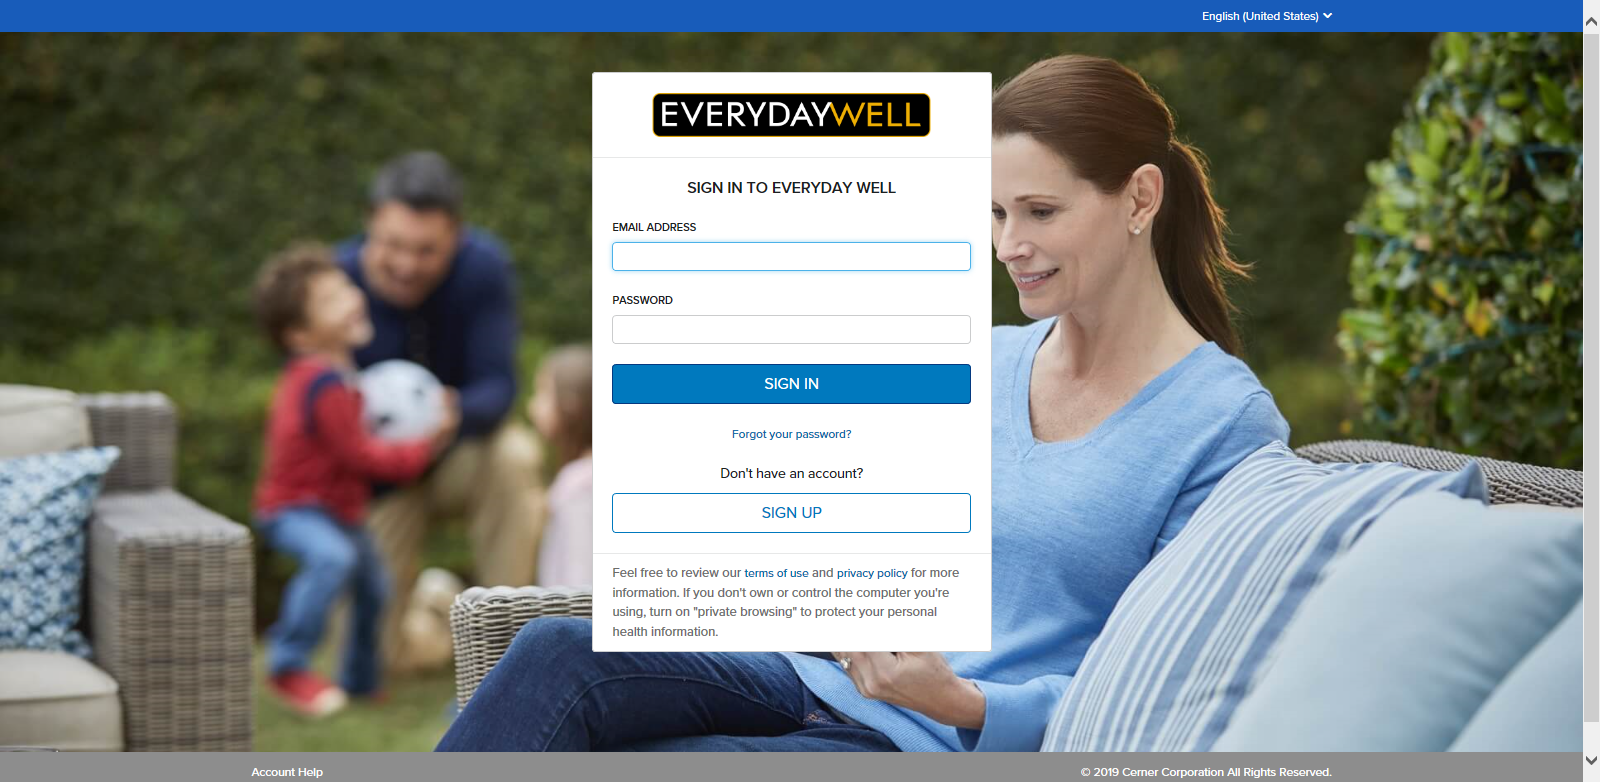 English (United States)
EVERYDAYWELL
SIGN IN TO EVERYDAY WELL
EMAIL ADDRESS
PASSWORD
SIGN IN
Forgot your password?
Don't have an account?
SIGN UP
Feel free to review our terms of use and privacy policy for more
information. If you don't own or control the computer you're
using, turn on "private browsing" to protect your personal
health information.
Account Help
© 2019 Cerner Corporation All Rights Reserved.